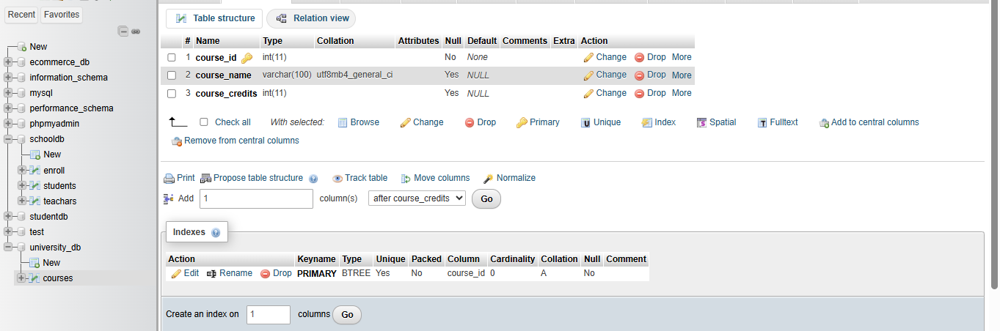 Recent Favorites
New
ecommerce_db
information_schema
mysql
performance_schema
phpmyadmin
schooldb
New
enroll
students
teachars
studentdb
test
university_db
New
courses
Table structure Relation view
# Name Type Collation Attributes Null Default Comments Extra Action
1 course_id int(11) No None Change Drop More
2 course_name varchar(100) utf8mb4_general_ci Yes NULL Change Drop More
3 course_credits int(11) Yes NULL Change Drop More
Check all With selected: Browse Change Drop Primary Unique Index Spatial Fulltext Add to central columns
Remove from central columns
Print Propose table structure Track table Move columns Normalize
Add 1 column(s) after course_credits Go
Indexes
Action Keyname Type Unique Packed Column Cardinality Collation Null Comment
Edit Rename Drop PRIMARY BTREE Yes No course_id 0 A No
Create an index on 1 columns Go